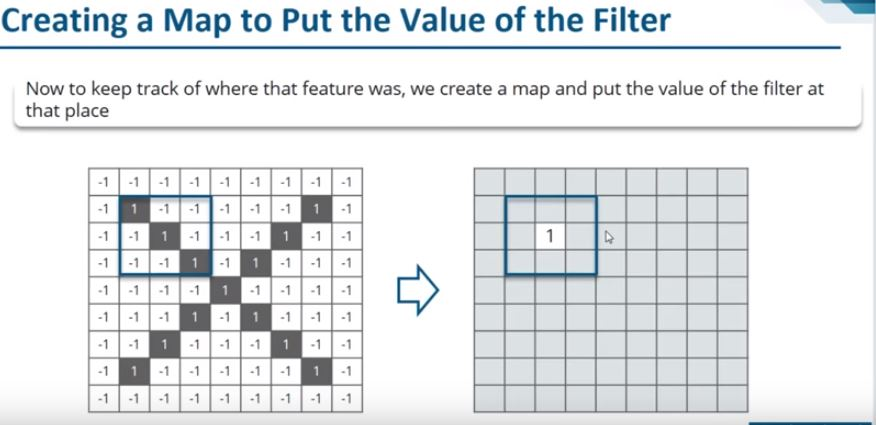 Creating a Map to Put the Value of the Filter
Now to keep track of where that feature was, we create a map and put the value of the filter at
that place
-1 -1 -1 -1 -1 -1 -1 -1 -1
-1 1 -1 -1 -1 -1 -1 1 -1
-1 -1 1 -1 -1 -1 1 -1 -1
1
-1 -1 -1 1 -1 1 -1 -1 -1
-1 -1 -1 -1 1 -1 -1 -1 -1
-1 -1 -1 1 -1 1 -1 -1 -1
-1 -1 1 -1 -1 -1 1 -1 -1
-1 1 -1 -1 -1 -1 -1 1 -1
-1 -1 -1 -1 -1 -1 -1 -1 -1